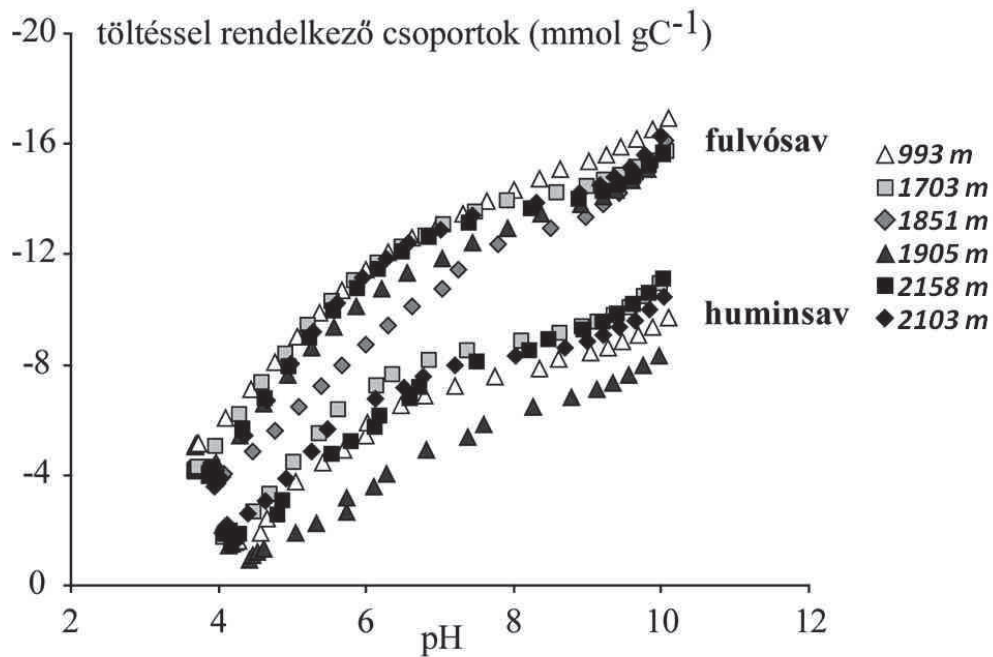 töltéssel rendelkező csoportok (mmol gC-1)
-20
-16
-12
-8
-4
0
fulvósav
huminsav
993 m
1703 m
1851 m
1905 m
2158 m
2103 m
2
4
6
8
10
12
pH